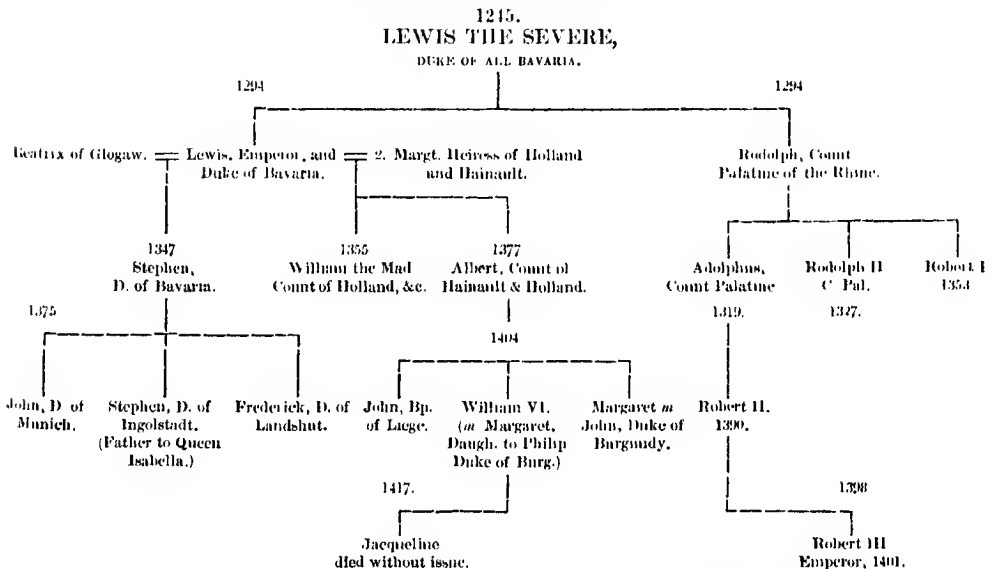 1245.
LEWIS THE SEVERE,
DUKE OF ALL BAVARIA.
1294 1294
Beatrix of Glogaw. = Lewis, Emperor, and = 2. Margt. Heiress of Holland Rodolph, Count
Duke of Bavaria. and Hainault. Palatine of the Rhine.
1347 1355 1377
Stephen, William the Mad Albert, Count of Adolphus, Rodolph II Robert I
D. of Bavaria. Count of Holland, &c. Hainault & Holland. Count Palatine C Pal. 1353
1375 1319. 1327.
1404
John, D of Stephen, D. of Frederick, D. of John, Bp. William VI. Margaret m Robert II.
Munich. Ingolstadt. Landshut. of Liege. (m Margaret, John, Duke of 1390.
(Father to Queen Daugh. to Philip Burgundy.
Isabella.) Duke of Burg.)
1417. 1398
Jacqueline Robert III
died without issue. Emperor, 1401.